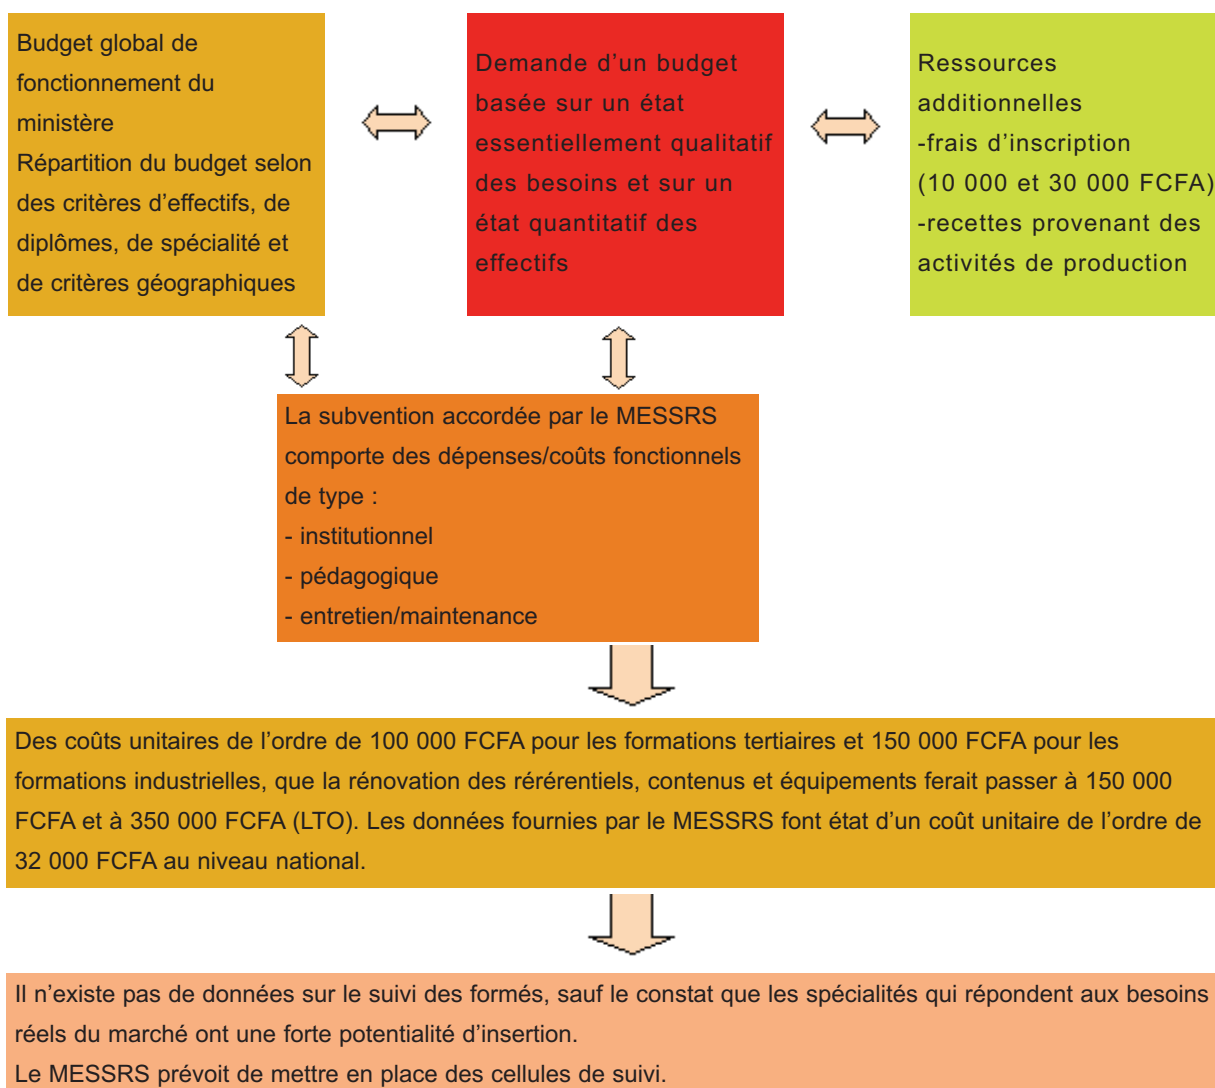 Budget global de
fonctionnement du
ministère
Répartition du budget selon
des critères d’effectifs, de
diplômes, de spécialité et
de critères géographiques
Demande d’un budget
basée sur un état
essentiellement qualitatif
des besoins et sur un
état quantitatif des
effectifs
Ressources
additionnelles
-frais d’inscription
(10 000 et 30 000 FCFA)
-recettes provenant des
activités de production
La subvention accordée par le MESSRS
comporte des dépenses/coûts fonctionnels
de type :
- institutionnel
- pédagogique
- entretien/maintenance
Des coûts unitaires de l’ordre de 100 000 FCFA pour les formations tertiaires et 150 000 FCFA pour les
formations industrielles, que la rénovation des rérérentiels, contenus et équipements ferait passer à 150 000
FCFA et à 350 000 FCFA (LTO). Les données fournies par le MESSRS font état d’un coût unitaire de l’ordre de
32 000 FCFA au niveau national.
Il n’existe pas de données sur le suivi des formés, sauf le constat que les spécialités qui répondent aux besoins
réels du marché ont une forte potentialité d’insertion.
Le MESSRS prévoit de mettre en place des cellules de suivi.